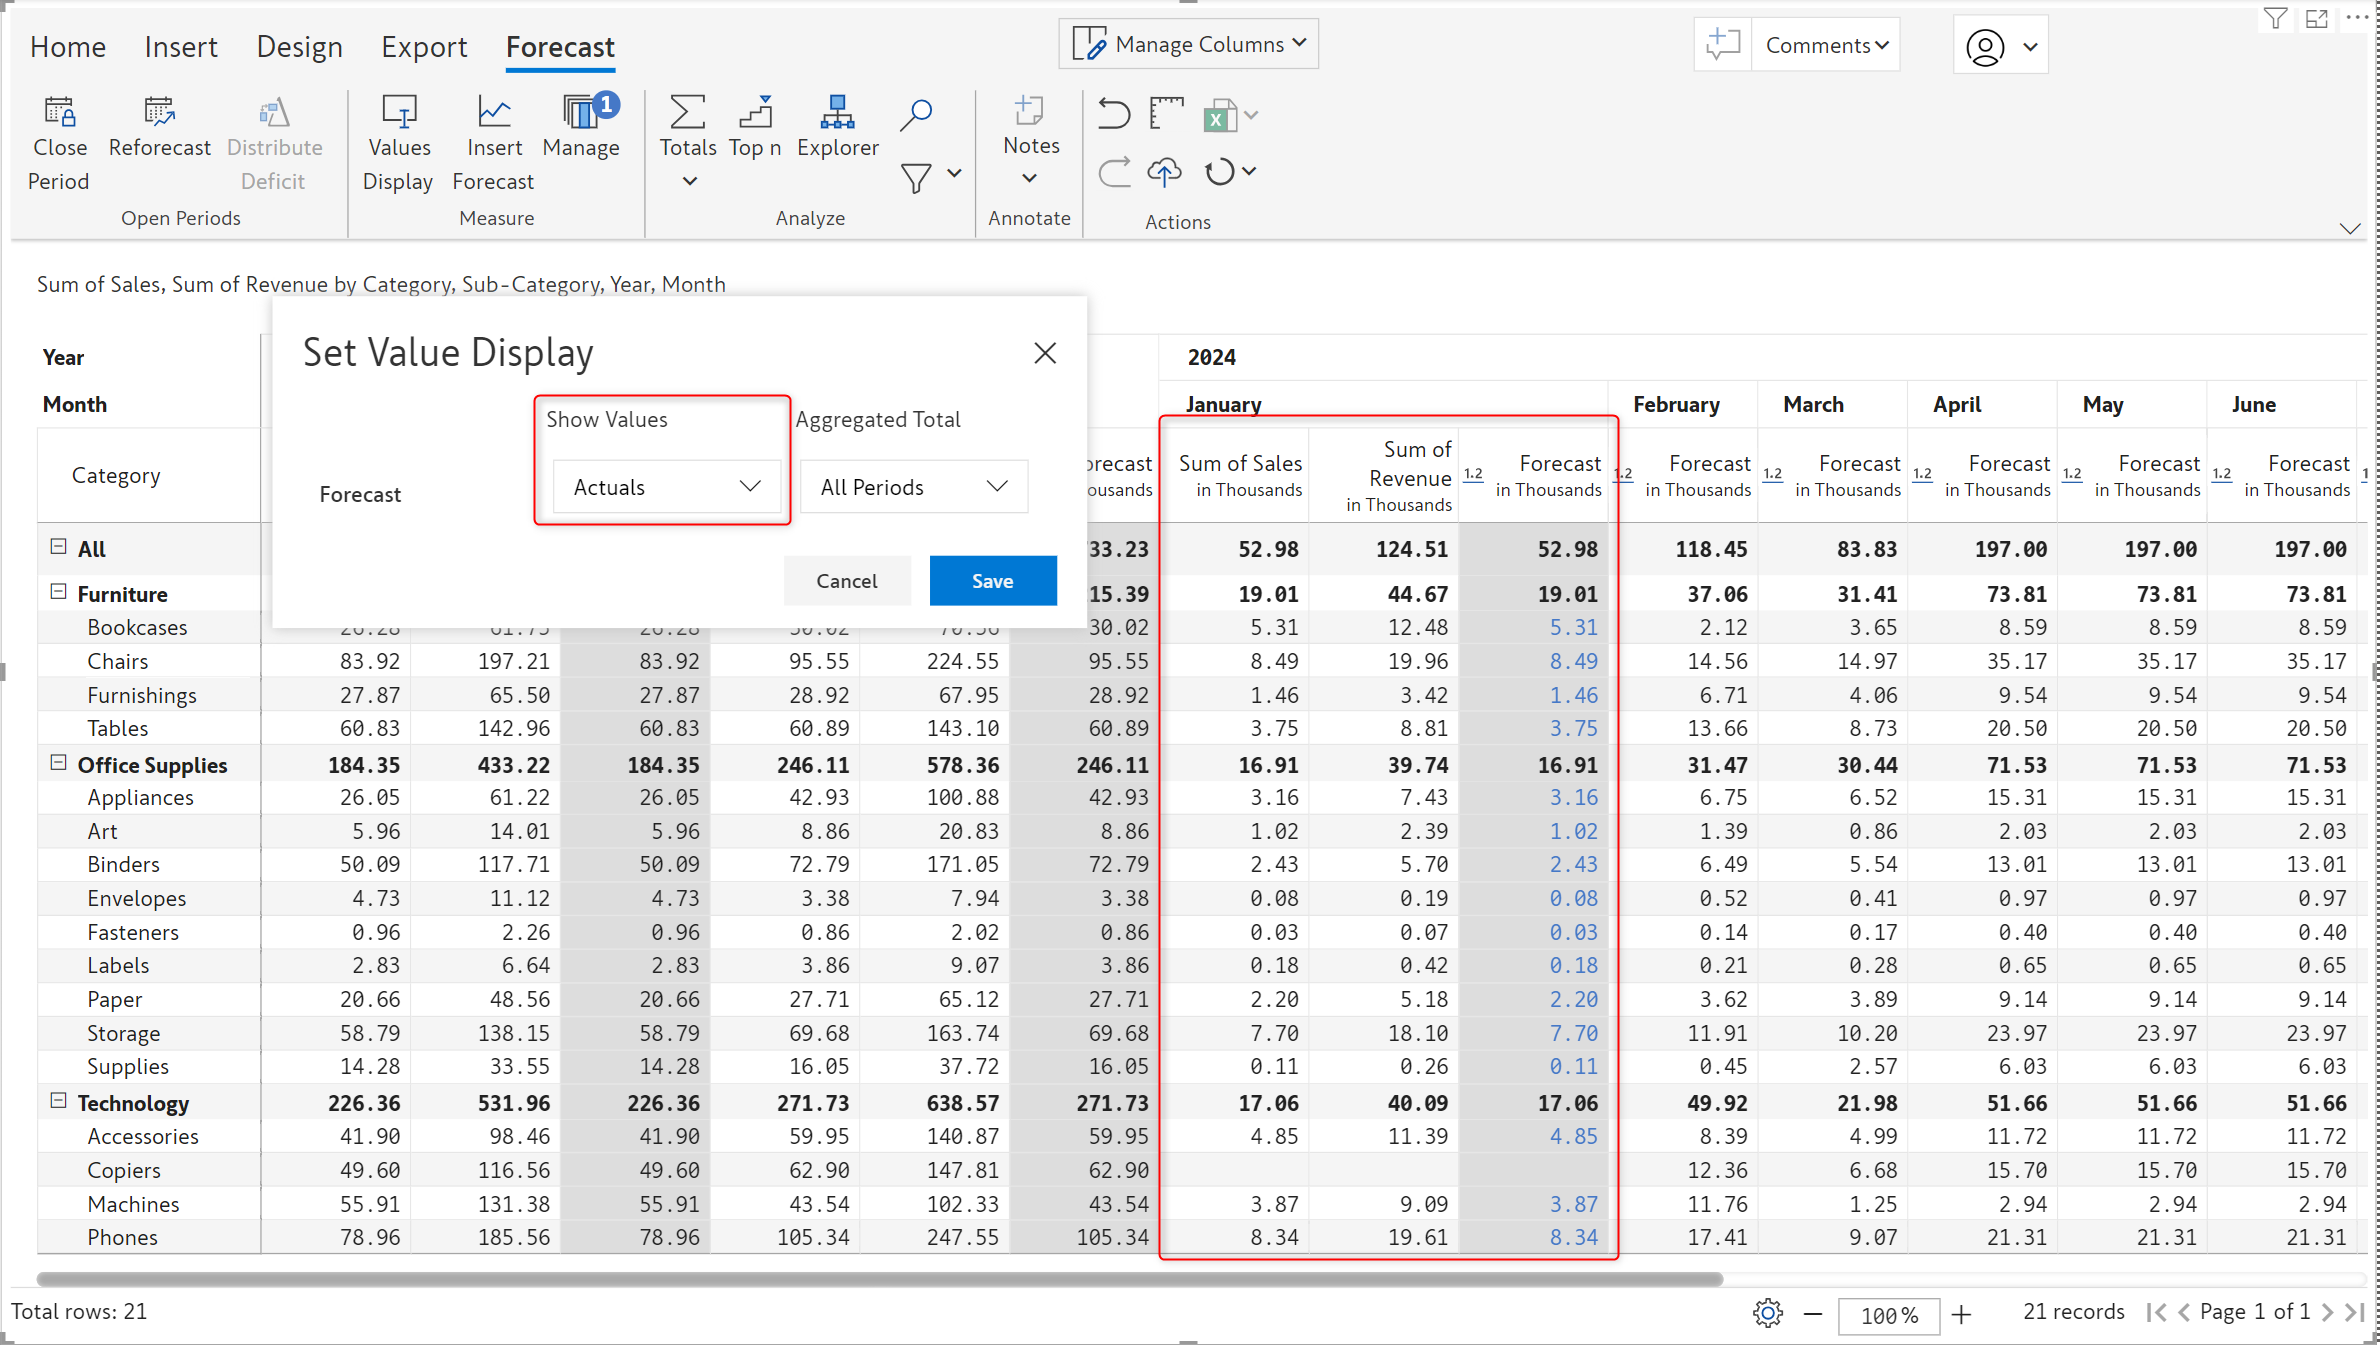 Home Insert Design Export Forecast Manage Columns Comments
Close Period Reforecast Distribute Deficit Values Display Insert Forecast Manage 1 Totals Top n Explorer Notes
Open Periods Measure Analyze Annotate Actions
Sum of Sales, Sum of Revenue by Category, Sub-Category, Year, Month
Set Value Display
Show Values Aggregated Total
Forecast Actuals All Periods
Cancel Save
Year 2024
Month January February March April May June
Category Sum of Sales in Thousands Sum of Revenue in Thousands 1.2 Forecast in Thousands 1.2 Forecast in Thousands 1.2 Forecast in Thousands 1.2 Forecast in Thousands 1.2 Forecast in Thousands 1.2 Forecast in Thousands
All 33.23 52.98 124.51 52.98 118.45 83.83 197.00 197.00 197.00
Furniture 15.39 19.01 44.67 19.01 37.06 31.41 73.81 73.81 73.81
Bookcases 30.02 5.31 12.48 5.31 2.12 3.65 8.59 8.59 8.59
Chairs 83.92 197.21 83.92 95.55 224.55 95.55 8.49 19.96 8.49 14.56 14.97 35.17 35.17 35.17
Furnishings 27.87 65.50 27.87 28.92 67.95 28.92 1.46 3.42 1.46 6.71 4.06 9.54 9.54 9.54
Tables 60.83 142.96 60.83 60.89 143.10 60.89 3.75 8.81 3.75 13.66 8.73 20.50 20.50 20.50
Office Supplies 184.35 433.22 184.35 246.11 578.36 246.11 16.91 39.74 16.91 31.47 30.44 71.53 71.53 71.53
Appliances 26.05 61.22 26.05 42.93 100.88 42.93 3.16 7.43 3.16 6.75 6.52 15.31 15.31 15.31
Art 5.96 14.01 5.96 8.86 20.83 8.86 1.02 2.39 1.02 1.39 0.86 2.03 2.03 2.03
Binders 50.09 117.71 50.09 72.79 171.05 72.79 2.43 5.70 2.43 6.49 5.54 13.01 13.01 13.01
Envelopes 4.73 11.12 4.73 3.38 7.94 3.38 0.08 0.19 0.08 0.52 0.41 0.97 0.97 0.97
Fasteners 0.96 2.26 0.96 0.86 2.02 0.86 0.03 0.07 0.03 0.14 0.17 0.40 0.40 0.40
Labels 2.83 6.64 2.83 3.86 9.07 3.86 0.18 0.42 0.18 0.21 0.28 0.65 0.65 0.65
Paper 20.66 48.56 20.66 27.71 65.12 27.71 2.20 5.18 2.20 3.62 3.89 9.14 9.14 9.14
Storage 58.79 138.15 58.79 69.68 163.74 69.68 7.70 18.10 7.70 11.91 10.20 23.97 23.97 23.97
Supplies 14.28 33.55 14.28 16.05 37.72 16.05 0.11 0.26 0.11 0.45 2.57 6.03 6.03 6.03
Technology 226.36 531.96 226.36 271.73 638.57 271.73 17.06 40.09 17.06 49.92 21.98 51.66 51.66 51.66
Accessories 41.90 98.46 41.90 59.95 140.87 59.95 4.85 11.39 4.85 8.39 4.99 11.72 11.72 11.72
Copiers 49.60 116.56 49.60 62.90 147.81 62.90 12.36 6.68 15.70 15.70 15.70
Machines 55.91 131.38 55.91 43.54 102.33 43.54 3.87 9.09 3.87 11.76 1.25 2.94 2.94 2.94
Phones 78.96 185.56 78.96 105.34 247.55 105.34 8.34 19.61 8.34 17.41 9.07 21.31 21.31 21.31
Total rows: 21 100% 21 records Page 1 of 1